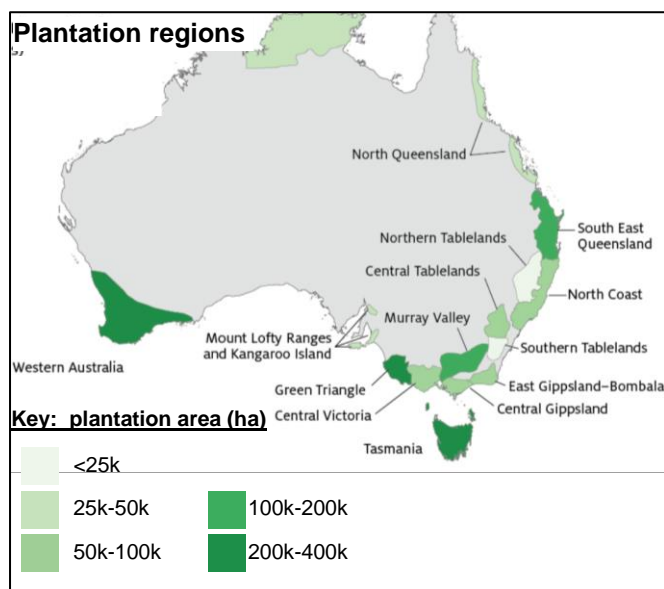 Plantation regions
North Queensland
South East
Queensland
Northern Tablelands
Central Tablelands
North Coast
Murray Valley
Mount Lofty Ranges
and Kangaroo Island
Southern Tablelands
Western Australia
Green Triangle
East Gippsland–Bombala
Central Victoria
Central Gippsland
Tasmania
Key: plantation area (ha)
<25k
25k-50k
100k-200k
50k-100k
200k-400k